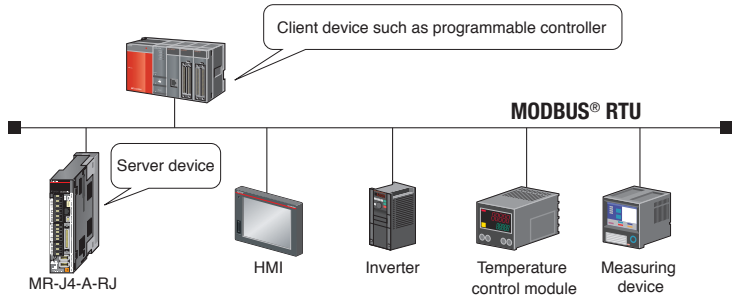 Client device such as programmable controller
MODBUS® RTU
Server device
MR-J4-A-RJ
HMI
Inverter
Temperature
control module
Measuring
device